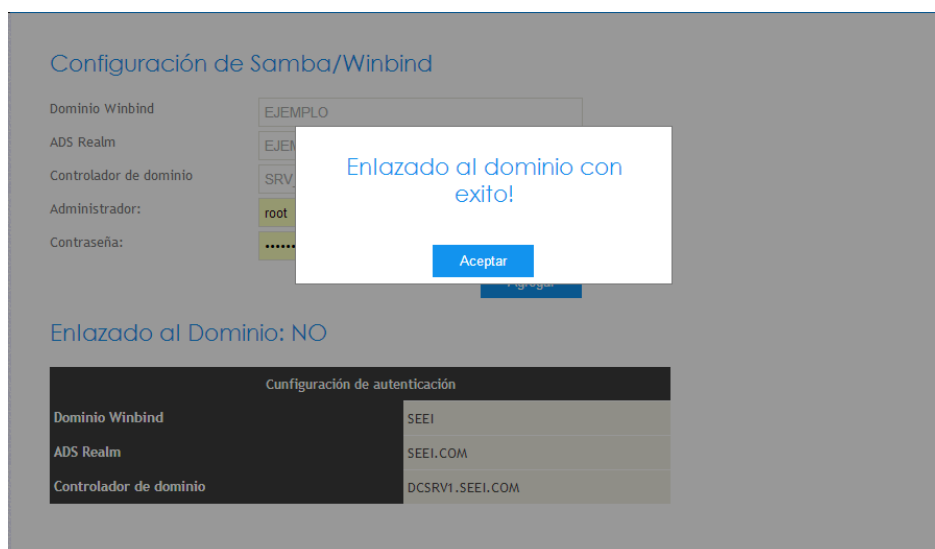 Configuración de Samba/Winbind
Dominio Winbind
EJEMPLO
ADS Realm
Controlador de dominio
Administrador:
root
Contraseña:
••••••
Enlazado al dominio con
exito!
Aceptar
Agregar
Enlazado al Dominio: NO
Cunfiguración de autenticación
Dominio Winbind SEEI
ADS Realm SEEI.COM
Controlador de dominio DCSRV1.SEEI.COM